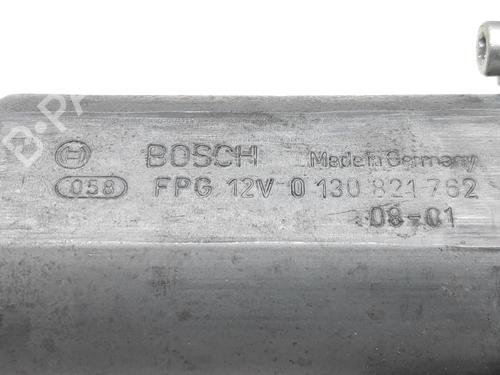 BOSCH Made in Germany
058 FPG 12V 0 130 821 762
08-01